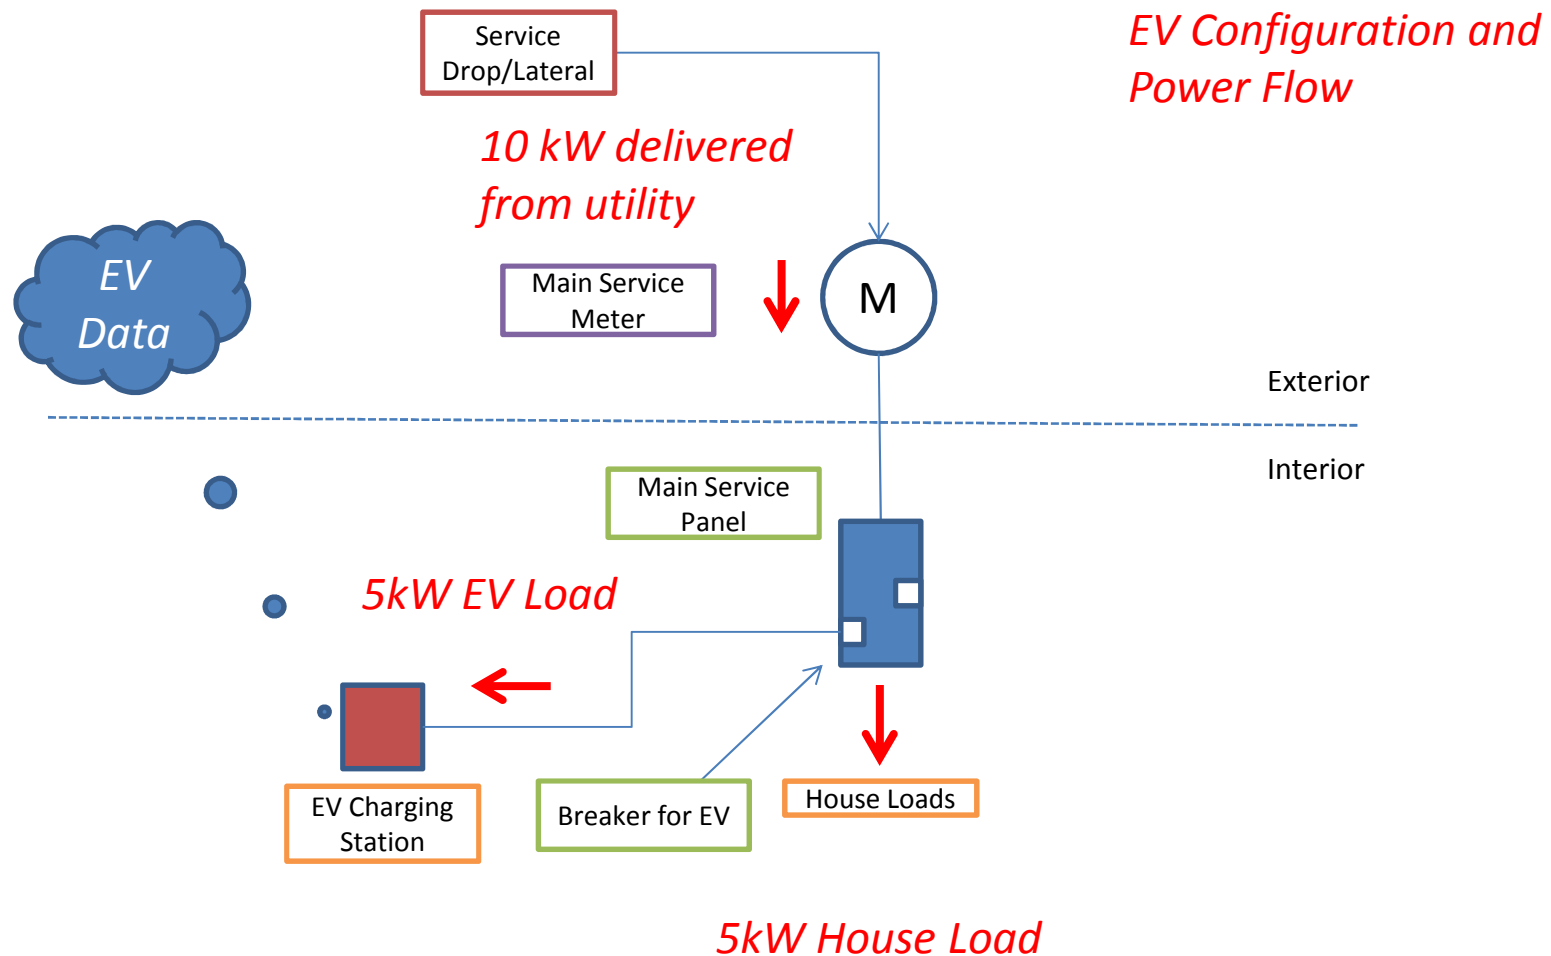 EV Configuration and
Power Flow
Service
Drop/Lateral
10 kW delivered
from utility
EV
Data
Main Service
Meter
M
Exterior
Interior
Main Service
Panel
5kW EV Load
EV Charging
Station
Breaker for EV
House Loads
5kW House Load